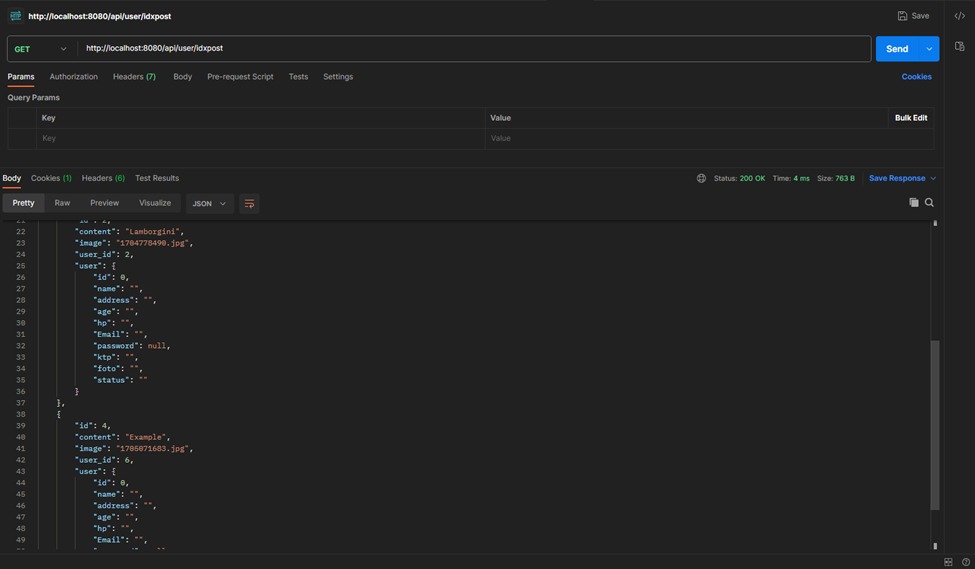 http://localhost:8080/api/user/idxpost
Save
GET http://localhost:8080/api/user/idxpost Send
Params Authorization Headers (7) Body Pre-request Script Tests Settings Cookies
Query Params
Key Value Bulk Edit
Key Value
Body Cookies (1) Headers (6) Test Results Status: 200 OK Time: 4 ms Size: 763 B Save Response
Pretty Raw Preview Visualize JSON
21 "id": 2,
22 "content": "Lamborgini",
23 "image": "1704778490.jpg",
24 "user_id": 2,
25 "user": {
26 "id": 0,
27 "name": "",
28 "address": "",
29 "age": "",
30 "hp": "",
31 "Email": "",
32 "password": null,
33 "ktp": "",
34 "foto": "",
35 "status": ""
36 }
37 },
38 {
39 "id": 4,
40 "content": "Example",
41 "image": "1705071683.jpg",
42 "user_id": 6,
43 "user": {
44 "id": 0,
45 "name": "",
46 "address": "",
47 "age": "",
48 "hp": "",
49 "Email": "",